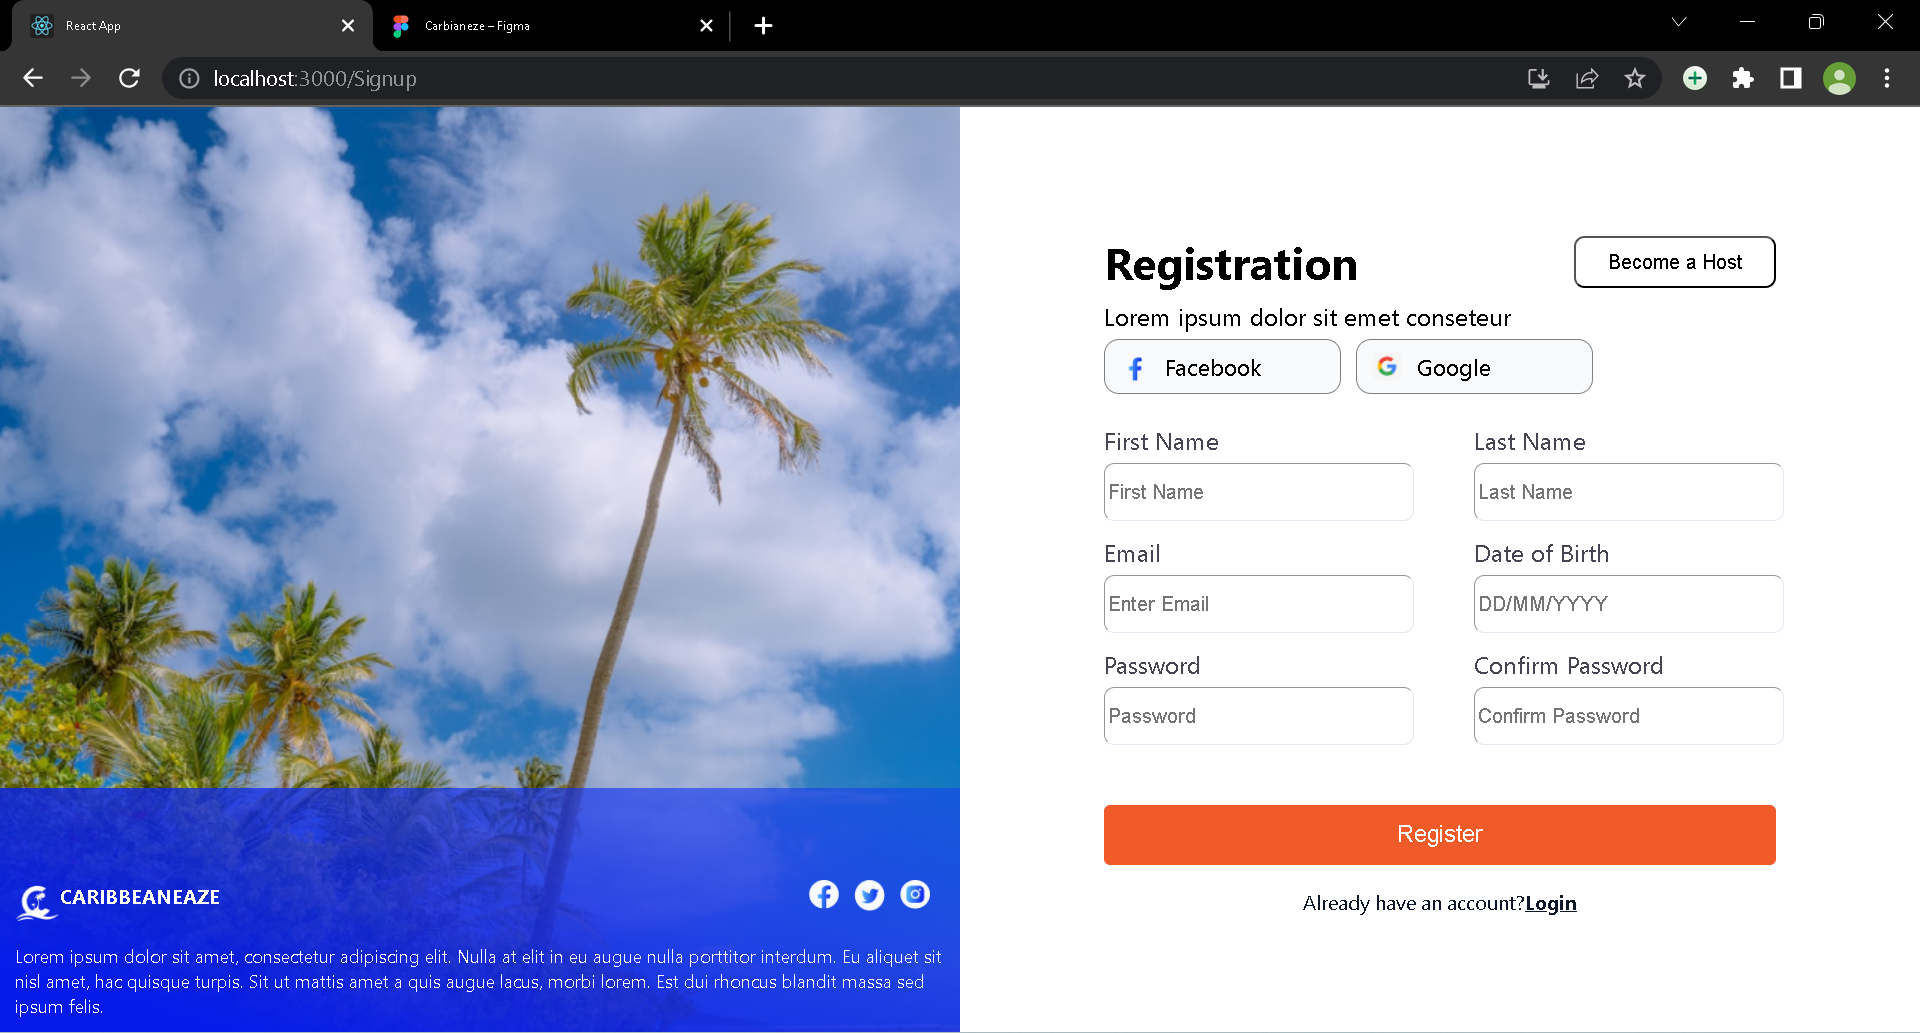 React App
Carbianeze – Figma
localhost:3000/Signup
Registration
Become a Host
Lorem ipsum dolor sit emet conseteur
Facebook
Google
First Name
Last Name
First Name
Last Name
Email
Date of Birth
Enter Email
DD/MM/YYYY
Password
Confirm Password
Password
Confirm Password
Register
Already have an account?Login
CARIBBEANEAZE
Lorem ipsum dolor sit amet, consectetur adipiscing elit. Nulla at elit in eu augue nulla porttitor interdum. Eu aliquet sit
nisl amet, hac quisque turpis. Sit ut mattis amet a quis augue lacus, morbi lorem. Est dui rhoncus blandit massa sed
ipsum felis.